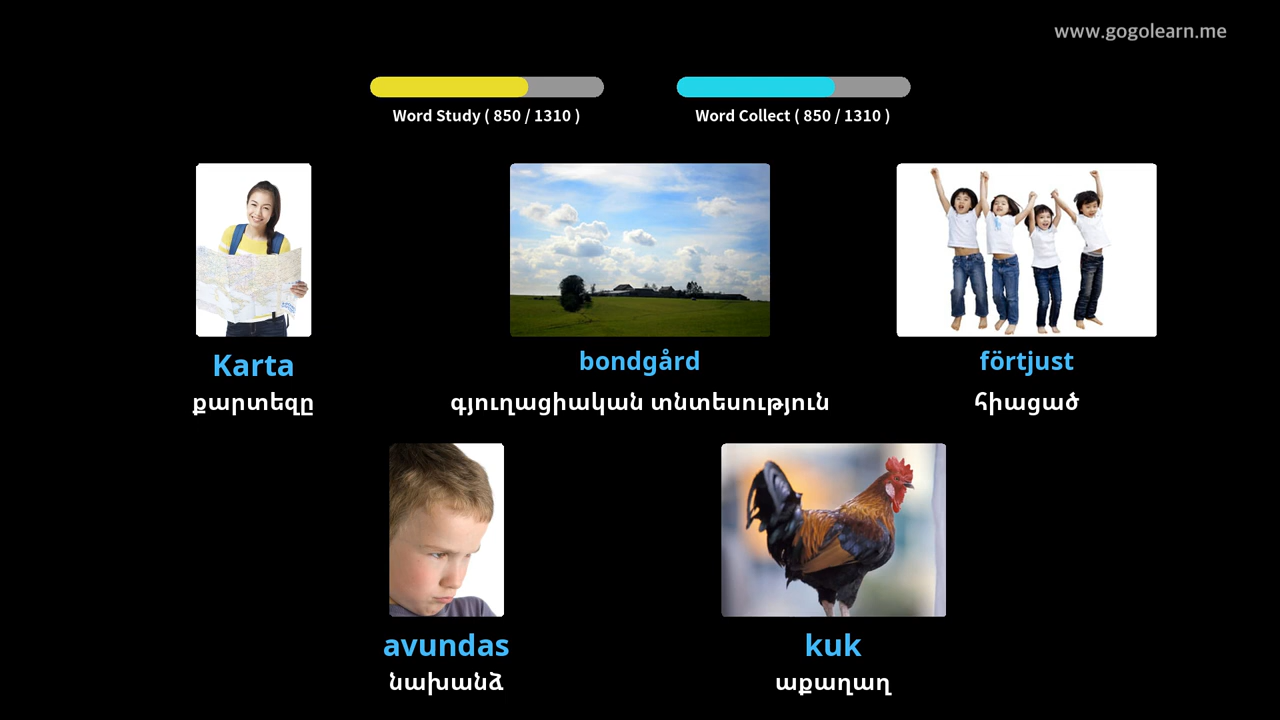 www.gogolearn.me
Word Study ( 850 / 1310 )
Word Collect ( 850 / 1310 )
Karta
bondgård
förtjust
քարտեզը
գյուղացիական տնտեսություն
հիացած
avundas
kuk
նախանձ
աքաղաղ